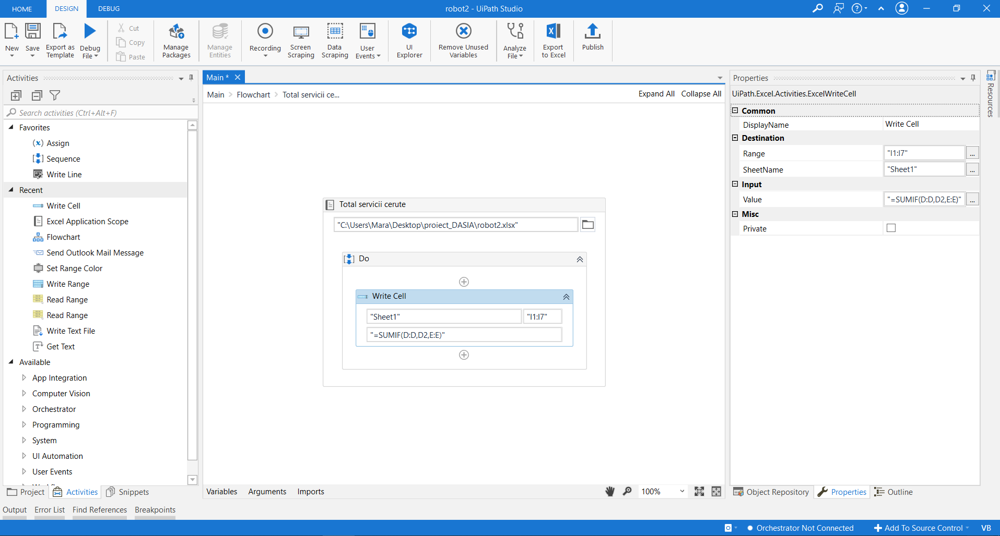 HOME
DESIGN
DEBUG
robot2 - UiPath Studio
New
Save
Export as Template
Debug File
Cut
Copy
Paste
Manage Packages
Manage Entities
Recording
Screen Scraping
Data Scraping
User Events
UI Explorer
Remove Unused Variables
Analyze File
Export to Excel
Publish
Activities
Search activities (Ctrl+Alt+F)
Favorites
Assign
Sequence
Write Line
Recent
Write Cell
Excel Application Scope
Flowchart
Send Outlook Mail Message
Set Range Color
Write Range
Read Range
Read Range
Write Text File
Get Text
Available
App Integration
Computer Vision
Orchestrator
Programming
System
UI Automation
User Events
Project
Activities
Snippets
Main *
Main > Flowchart > Total servicii ce...
Expand All
Collapse All
Total servicii cerute
"C:\Users\Mara\Desktop\proiect_DASIA\robot2.xlsx"
Do
Write Cell
"Sheet1"
"I1:I7"
"=SUMIF(D:D,D2,E:E)"
Variables
Arguments
Imports
100%
Properties
UiPath.Excel.Activities.ExcelWriteCell
Common
DisplayName
Write Cell
Destination
Range
"I1:I7"
...
SheetName
"Sheet1"
...
Input
Value
"=SUMIF(D:D,D2,E:E)"
...
Misc
Private
Resources
Object Repository
Properties
Outline
Output
Error List
Find References
Breakpoints
Orchestrator Not Connected
Add To Source Control
VB